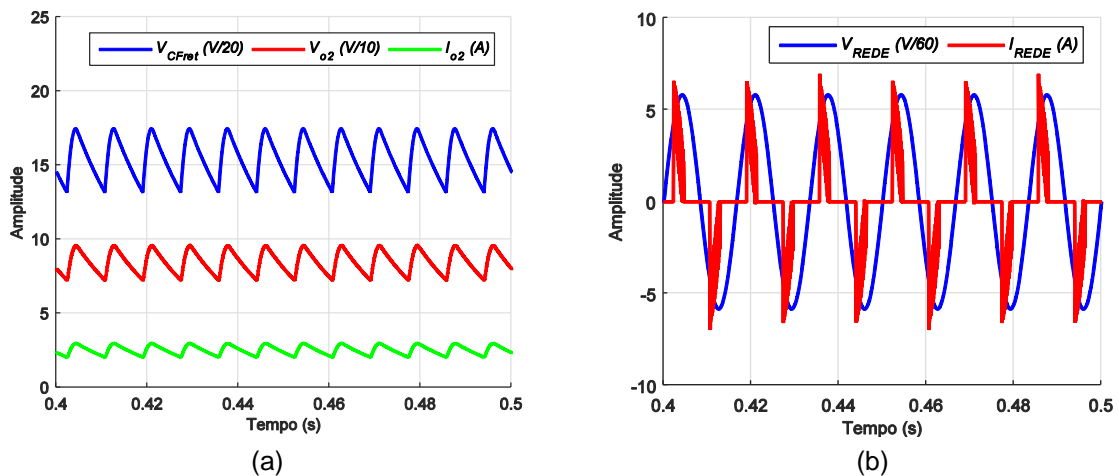 25
20
15
10
5
0
Amplitude
V_CFret (V/20) V_o2 (V/10) I_o2 (A)
0.4 0.42 0.44 0.46 0.48 0.5
Tempo (s)
(a)
10
5
0
-5
-10
Amplitude
V_REDE (V/60) I_REDE (A)
0.4 0.42 0.44 0.46 0.48 0.5
Tempo (s)
(b)